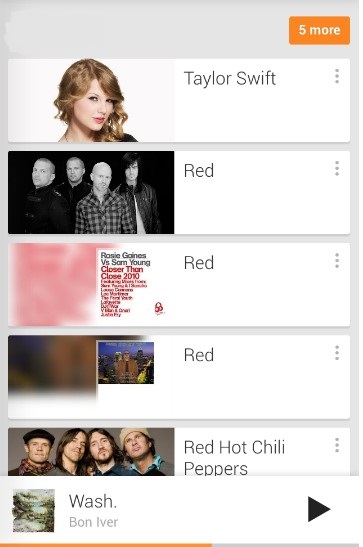 5 more
Taylor Swift
Red
Red
Rosie Gaines
Vs Sam Young
Closer Than
Close 2010
Featuring Mixes from:
Red
Red Hot Chili
Peppers
Wash.
Bon Iver